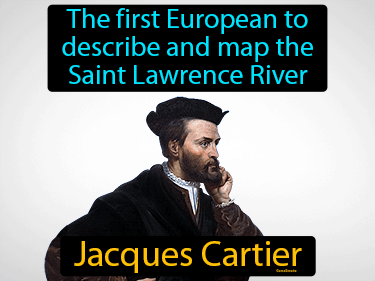 The first European to
describe and map the
Saint Lawrence River
Jacques Cartier